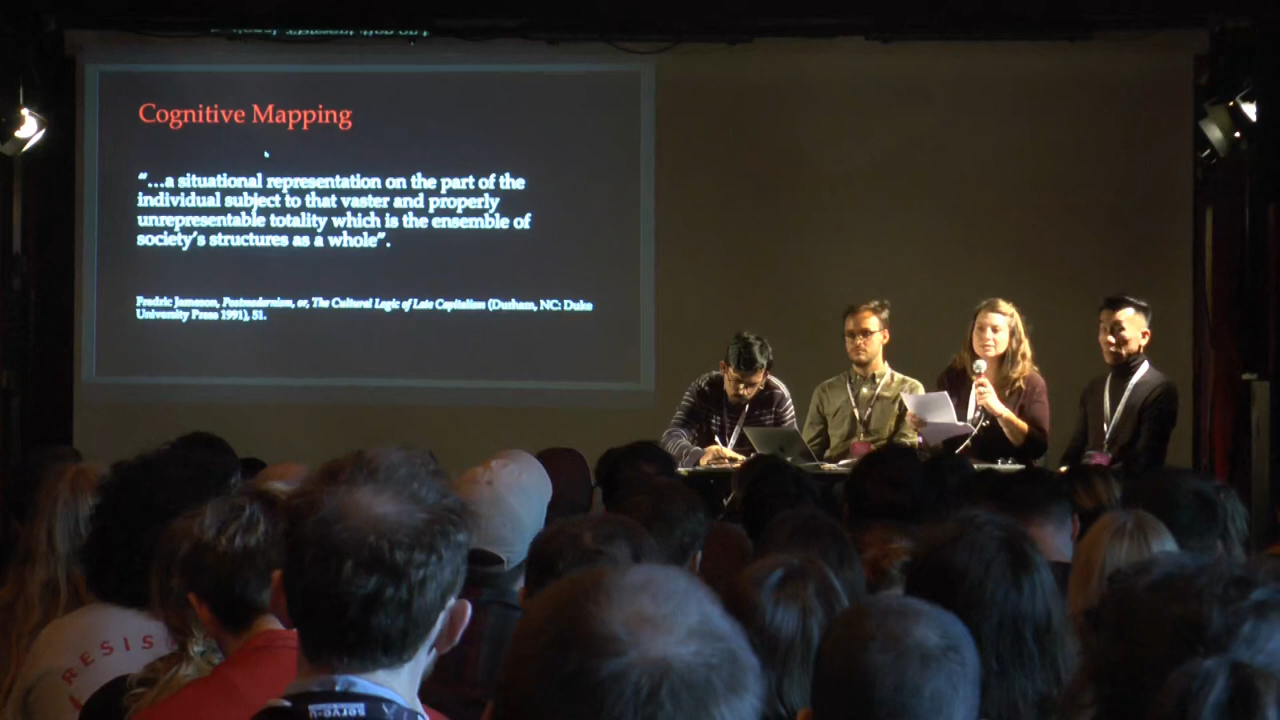 Cognitive Mapping
“...a situational representation on the part of the
individual subject to that vaster and properly
unrepresentable totality which is the ensemble of
society’s structures as a whole”.
Fredric Jameson, Postmodernism, or, The Cultural Logic of Late Capitalism (Durham, NC: Duke
University Press 1991), 51.
RESIS
serve-u